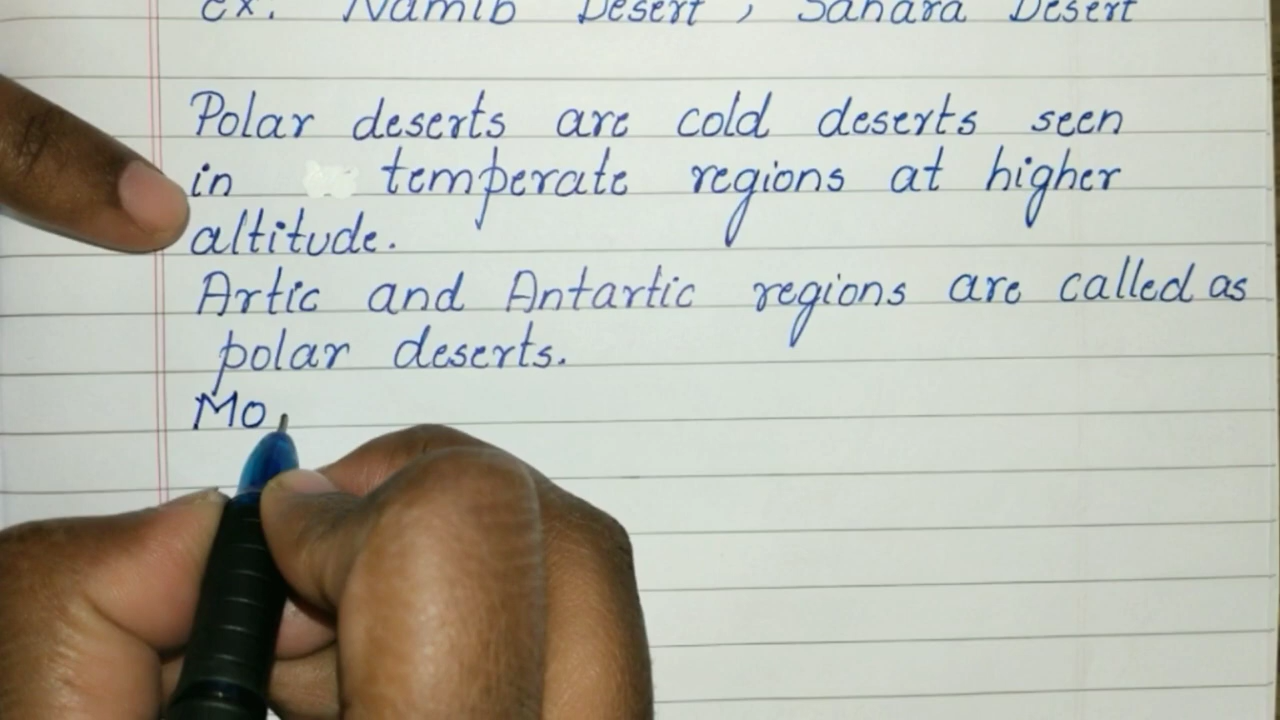 Ex. Namib Desert, Sahara Desert
Polar deserts are cold deserts seen
in temperate regions at higher
altitude.
Artic and Antartic regions are called as
polar deserts.
Mo